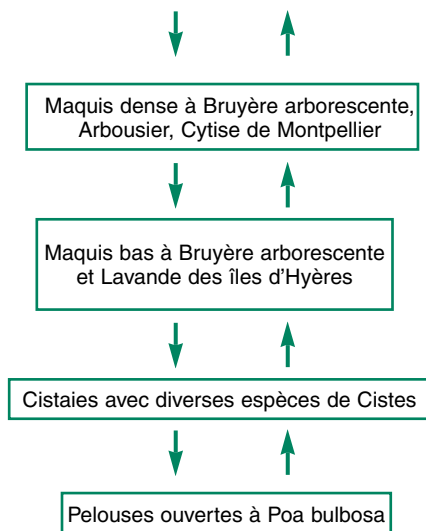 Maquis dense à Bruyère arborescente,
Arbousier, Cytise de Montpellier
Maquis bas à Bruyère arborescente
et Lavande des îles d'Hyères
Cistaies avec diverses espèces de Cistes
Pelouses ouvertes à Poa bulbosa